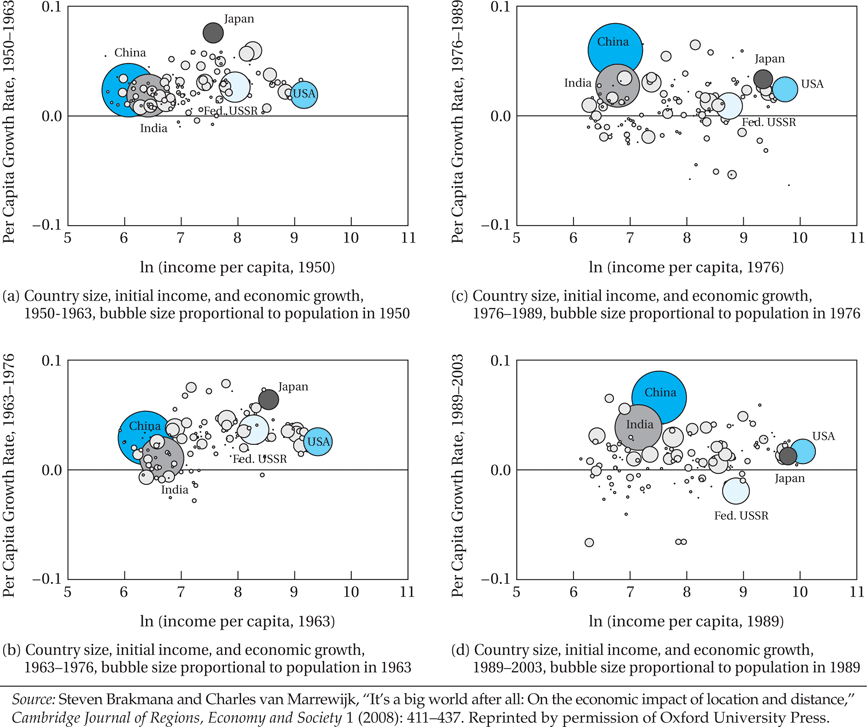 Per Capita Growth Rate, 1950–1963
0.1
0.0
−0.1
China
Japan
India
Fed. USSR
USA
5 6 7 8 9 10 11
ln (income per capita, 1950)
(a) Country size, initial income, and economic growth,
1950-1963, bubble size proportional to population in 1950
Per Capita Growth Rate, 1963–1976
0.1
0.0
−0.1
China
Japan
India
Fed. USSR
USA
5 6 7 8 9 10 11
ln (income per capita, 1963)
(b) Country size, initial income, and economic growth,
1963–1976, bubble size proportional to population in 1963
Per Capita Growth Rate, 1976–1989
0.1
0.0
−0.1
China
India
Japan
USA
Fed. USSR
5 6 7 8 9 10 11
ln (income per capita, 1976)
(c) Country size, initial income, and economic growth,
1976–1989, bubble size proportional to population in 1976
Per Capita Growth Rate, 1989–2003
0.1
0.0
−0.1
China
India
USA
Japan
Fed. USSR
5 6 7 8 9 10 11
ln (income per capita, 1989)
(d) Country size, initial income, and economic growth,
1989–2003, bubble size proportional to population in 1989
Source: Steven Brakmana and Charles van Marrewijk, “It’s a big world after all: On the economic impact of location and distance,”
Cambridge Journal of Regions, Economy and Society 1 (2008): 411–437. Reprinted by permission of Oxford University Press.